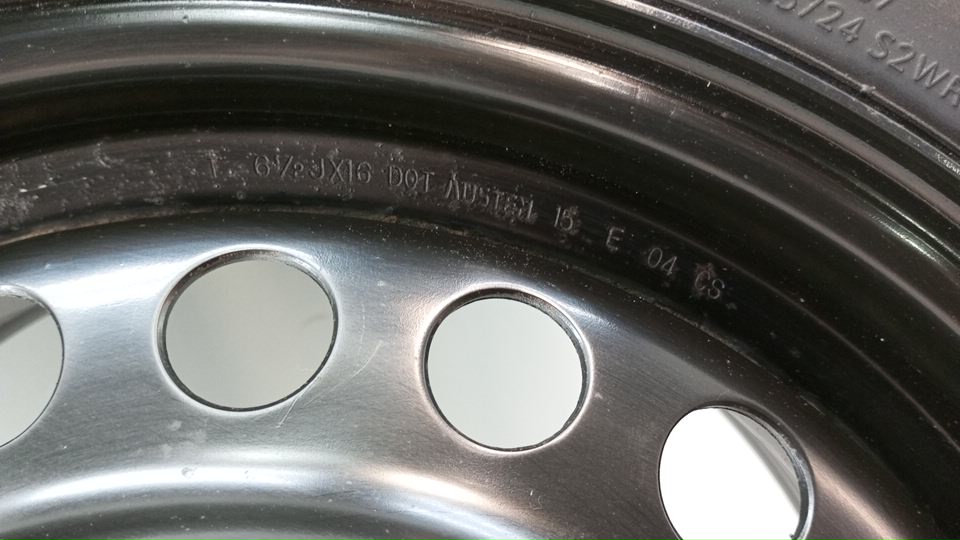 S2WR
6½JX16 DOT AUSTEM 15 E 04 CS